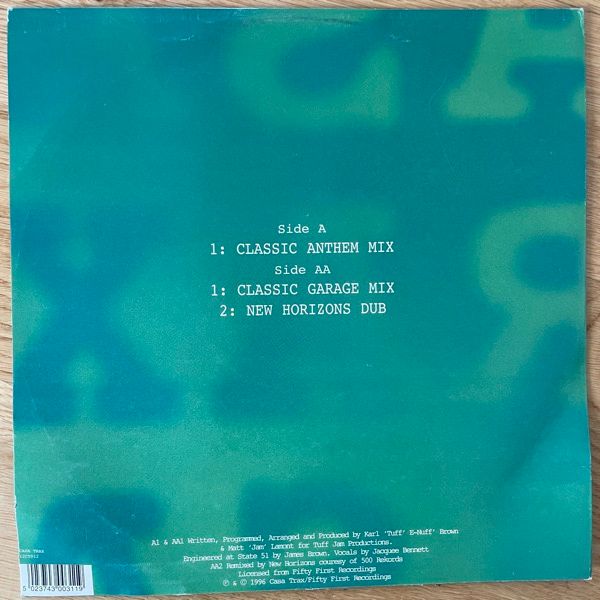 Side A
1: CLASSIC ANTHEM MIX
Side AA
1: CLASSIC GARAGE MIX
2: NEW HORIZONS DUB
A1 & AA1 Written, Programmed, Arranged and Produced by Karl 'Tuff' E-Nuff' Brown
& Matt 'Jam' Lamont for Tuff Jam Productions.
Engineered at State 51 by James Brown. Vocals by Jacquee Bennett
AA2 Remixed by New Horizons couresy of 500 Rekords
Licensed from Fifty First Recordings
℗ & © 1996 Casa Trax/Fifty First Recordings
CASA TRAX
5 023743 003119